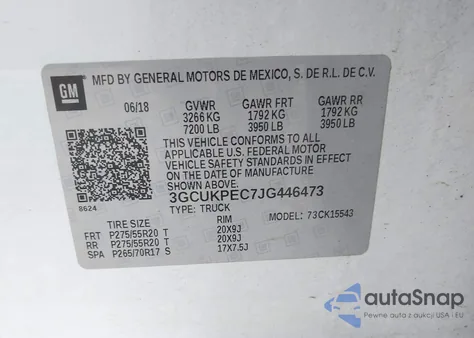 GM
MFD BY GENERAL MOTORS DE MEXICO, S. DE R.L. DE C.V.
06/18 GVWR GAWR FRT GAWR RR
3266 KG 1792 KG 1792 KG
7200 LB 3950 LB 3950 LB
THIS VEHICLE CONFORMS TO ALL
APPLICABLE U.S. FEDERAL MOTOR
VEHICLE SAFETY STANDARDS IN EFFECT ON
THE DATE OF MANUFACTURE SHOWN ABOVE.
3GCUKPEC7JG446473
8624
TYPE: TRUCK MODEL: 73CK15543
TIRE SIZE RIM
FRT P275/55R20 T 20X9J
RR P275/55R20 T 20X9J
SPA P265/70R17 S 17X7.5J
autoSnap
Pewne auta z aukcji USA i EU